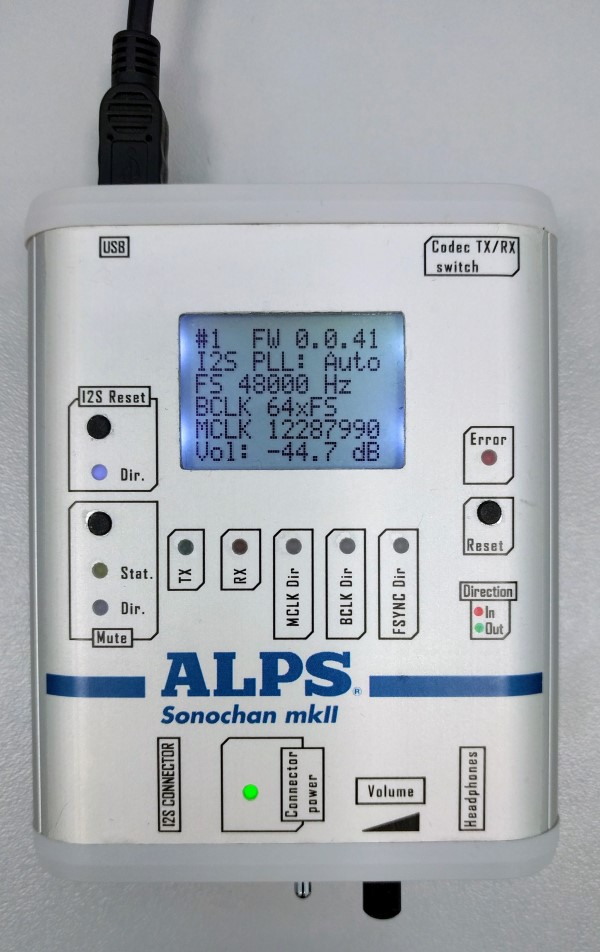 USB
Codec TX/RX
switch
#1  FW 0.0.41
I2S PLL: Auto
FS 48000 Hz
BCLK 64xFS
MCLK 12287990
Vol: -44.7 dB
I2S Reset
Dir.
Error
Reset
Stat.
Dir.
Mute
TX
RX
MCLK Dir
BCLK Dir
FSYNC Dir
Direction
In
Out
ALPS®
Sonochan mkII
I2S CONNECTOR
Connector
power
Volume
Headphones